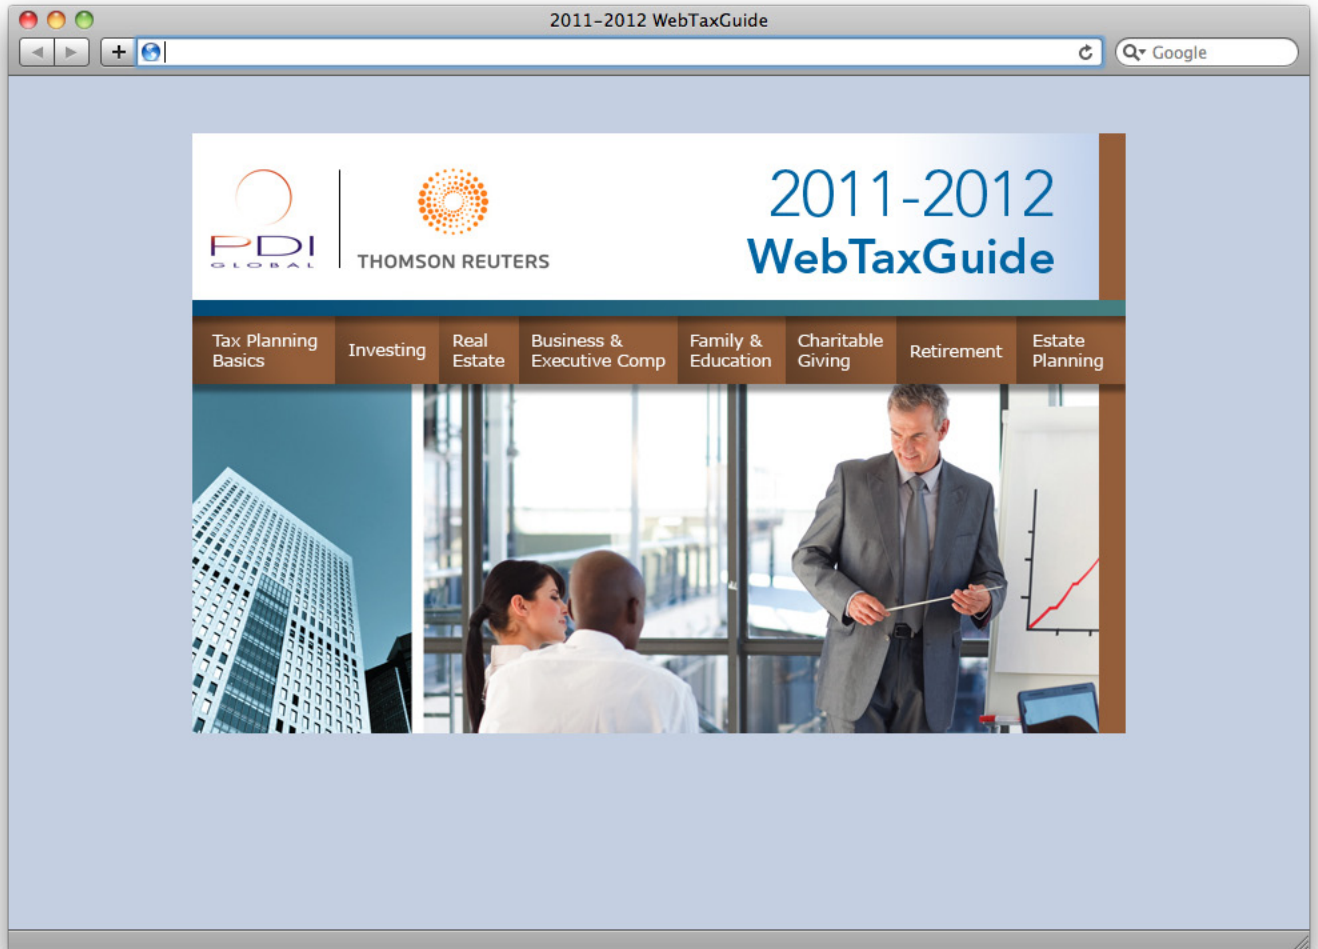 2011-2012 WebTaxGuide
Google
2011-2012
WebTaxGuide
PDI
GLOBAL
THOMSON REUTERS
Tax Planning
Basics
Investing
Real
Estate
Business &
Executive Comp
Family &
Education
Charitable
Giving
Retirement
Estate
Planning